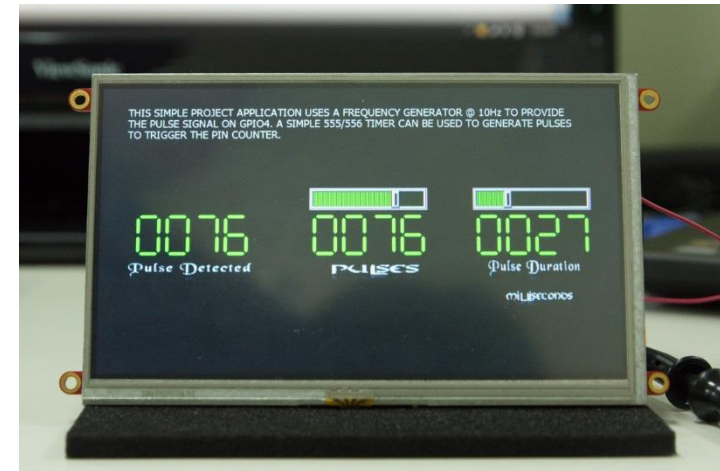 ViewSonic
THIS SIMPLE PROJECT APPLICATION USES A FREQUENCY GENERATOR @ 10Hz TO PROVIDE
THE PULSE SIGNAL ON GPIO4. A SIMPLE 555/556 TIMER CAN BE USED TO GENERATE PULSES
TO TRIGGER THE PIN COUNTER.
0076 0076 0027
Pulse Detected PULSES Pulse Duration
milliseconds